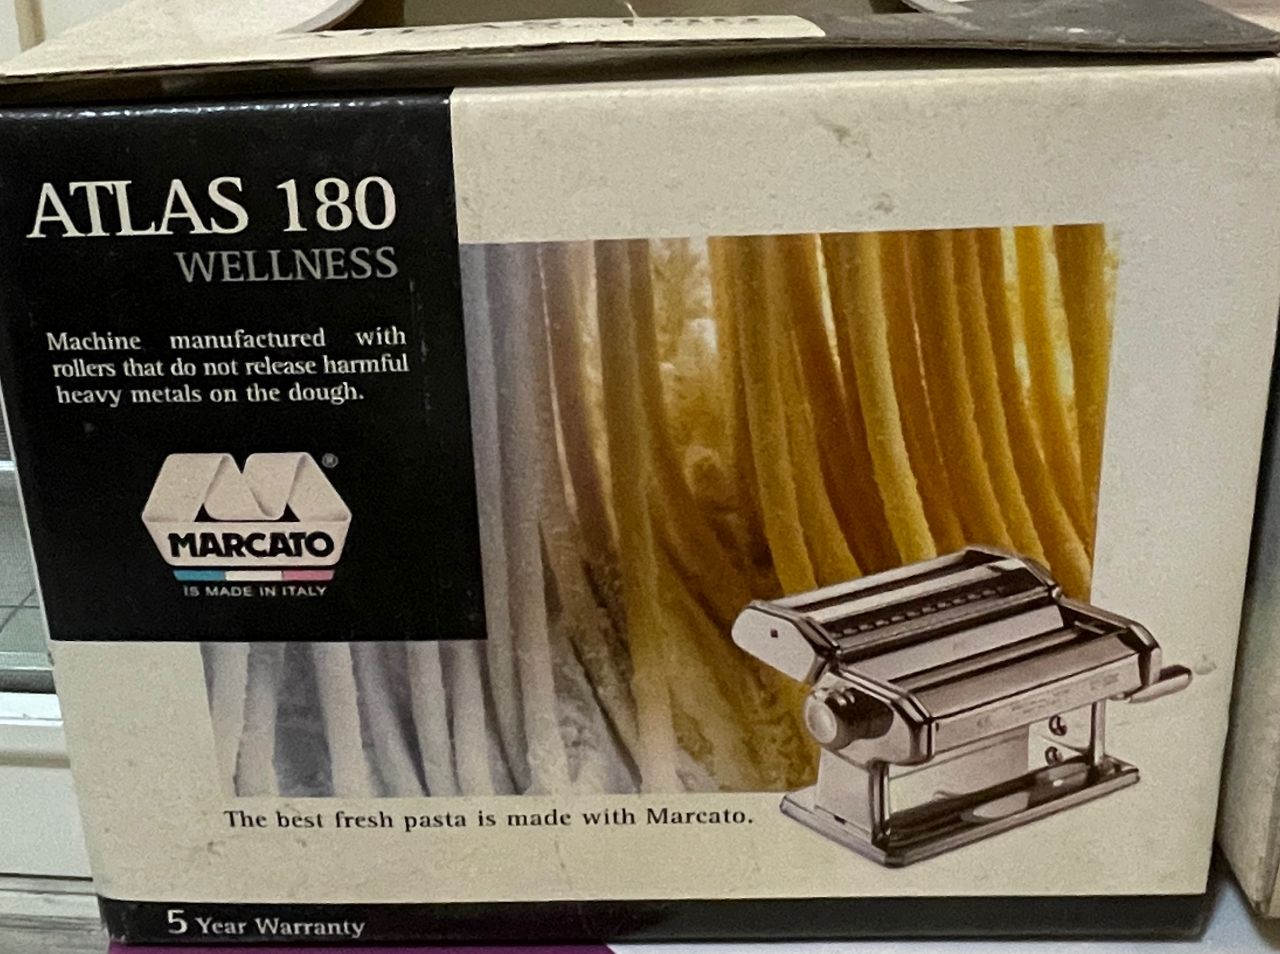 ATLAS 180
WELLNESS
Machine manufactured with
rollers that do not release harmful
heavy metals on the dough.
®
MARCATO
IS MADE IN ITALY
The best fresh pasta is made with Marcato.
5 Year Warranty